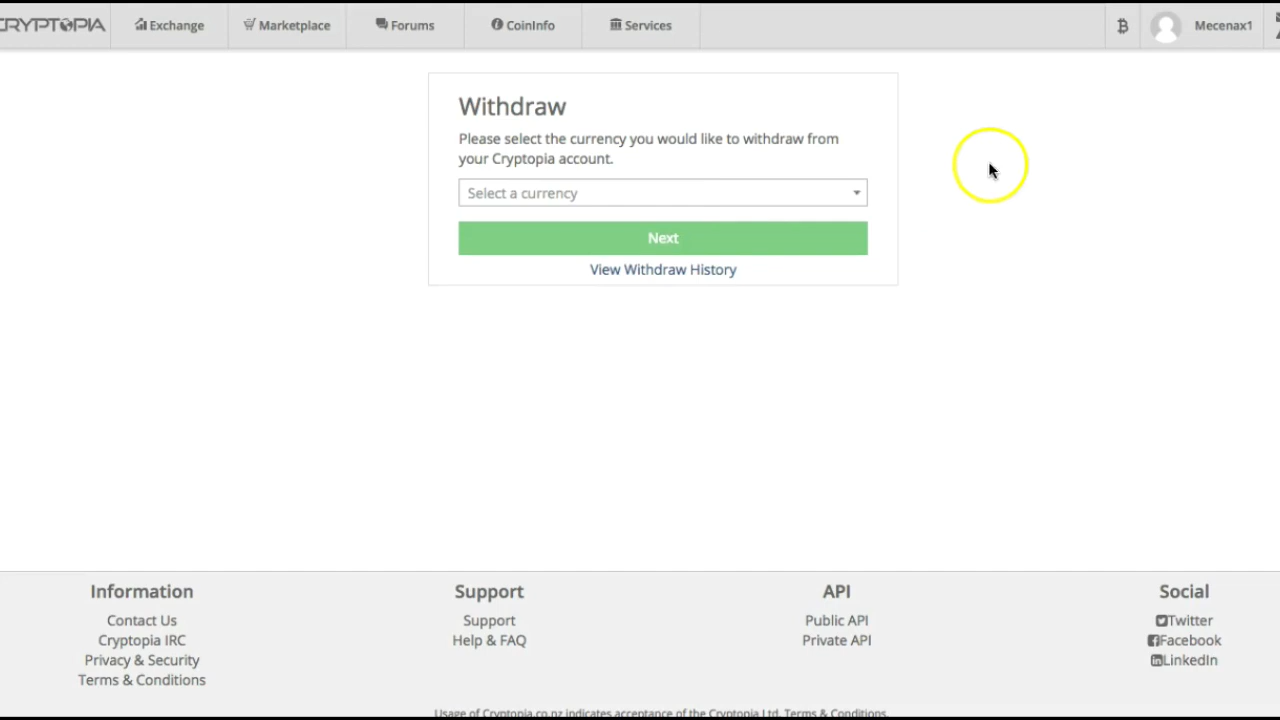 CRYPTOPIA
Exchange
Marketplace
Forums
CoinInfo
Services
Mecenax1
Withdraw
Please select the currency you would like to withdraw from
your Cryptopia account.
Select a currency
Next
View Withdraw History
Information
Contact Us
Cryptopia IRC
Privacy & Security
Terms & Conditions
Support
Support
Help & FAQ
API
Public API
Private API
Social
Twitter
Facebook
LinkedIn
Usage of Cryptopia.co.nz indicates acceptance of the Cryptopia Ltd. Terms & Conditions.